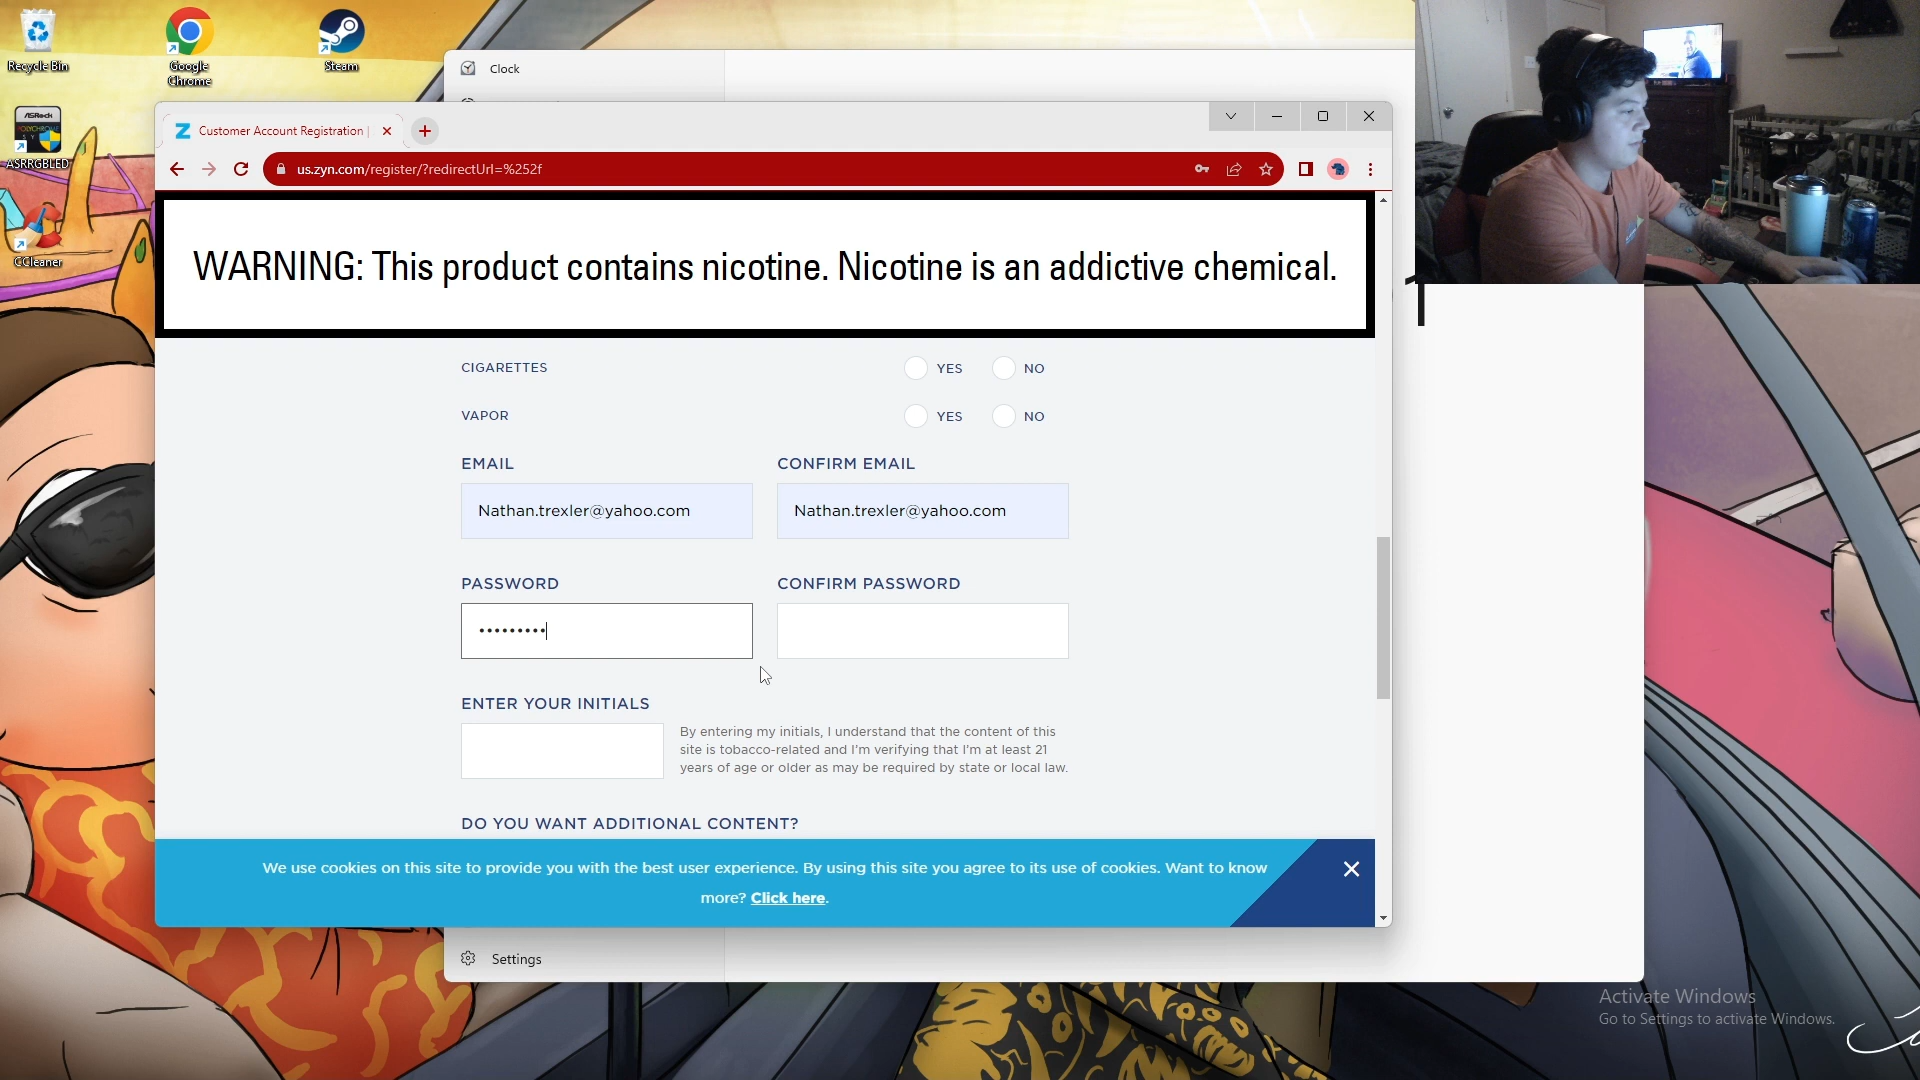 Recycle Bin
Google
Chrome
Steam
ASRock
ASRRGBLED
CCleaner
Clock
Customer Account Registration |
us.zyn.com/register/?redirectUrl=%252f
WARNING: This product contains nicotine. Nicotine is an addictive chemical.
1
CIGARETTES YES NO
VAPOR YES NO
EMAIL CONFIRM EMAIL
Nathan.trexler@yahoo.com Nathan.trexler@yahoo.com
PASSWORD CONFIRM PASSWORD
•••••••••
ENTER YOUR INITIALS
By entering my initials, I understand that the content of this
site is tobacco-related and I'm verifying that I'm at least 21
years of age or older as may be required by state or local law.
DO YOU WANT ADDITIONAL CONTENT?
We use cookies on this site to provide you with the best user experience. By using this site you agree to its use of cookies. Want to know
more? Click here.
Settings
Activate Windows
Go to Settings to activate Windows.